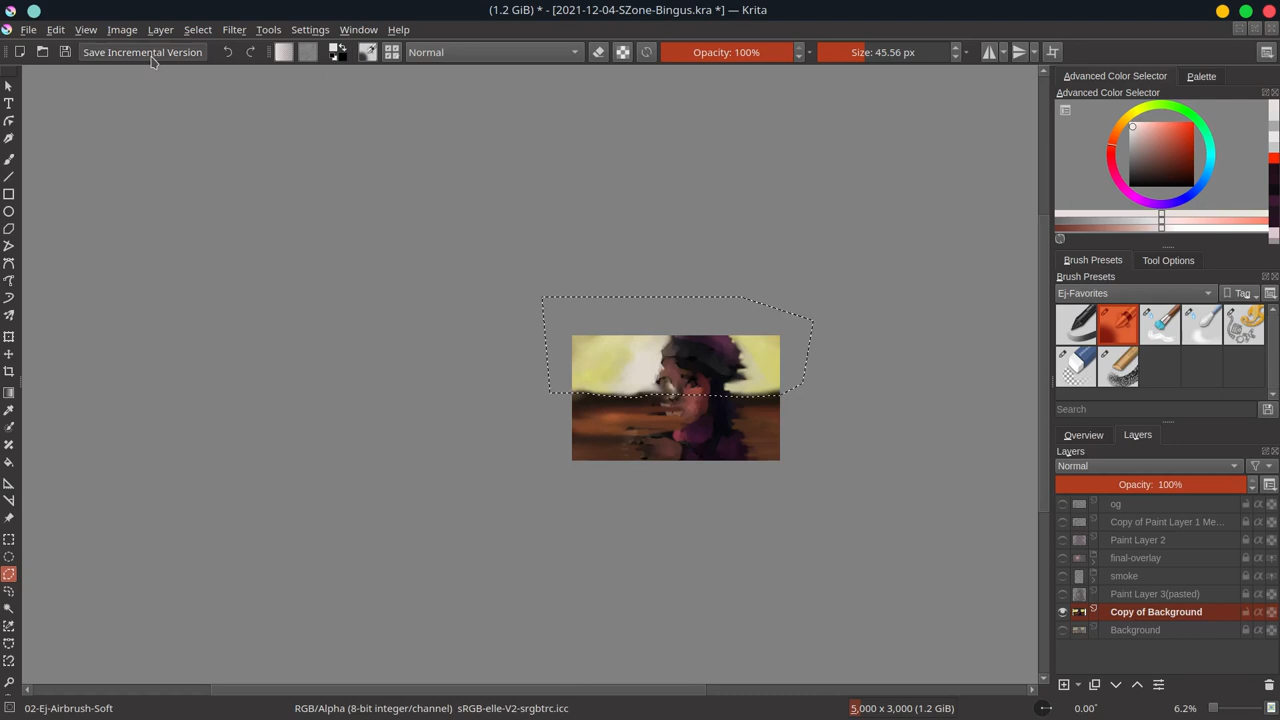 (1.2 GiB) * - [2021-12-04-SZone-Bingus.kra *] — Krita
File Edit View Image Layer Select Filter Tools Settings Window Help
Save Incremental Version Normal Opacity: 100% Size: 45.56 px
Advanced Color Selector Palette
Advanced Color Selector
Brush Presets Tool Options
Brush Presets
Ej-Favorites Tag
Search
Overview Layers
Layers
Normal
Opacity: 100%
og
Copy of Paint Layer 1 Me...
Paint Layer 2
final-overlay
smoke
Paint Layer 3(pasted)
Copy of Background
Background
02-Ej-Airbrush-Soft RGB/Alpha (8-bit integer/channel) sRGB-elle-V2-srgbtrc.icc 5,000 x 3,000 (1.2 GiB) 0.00° 6.2%